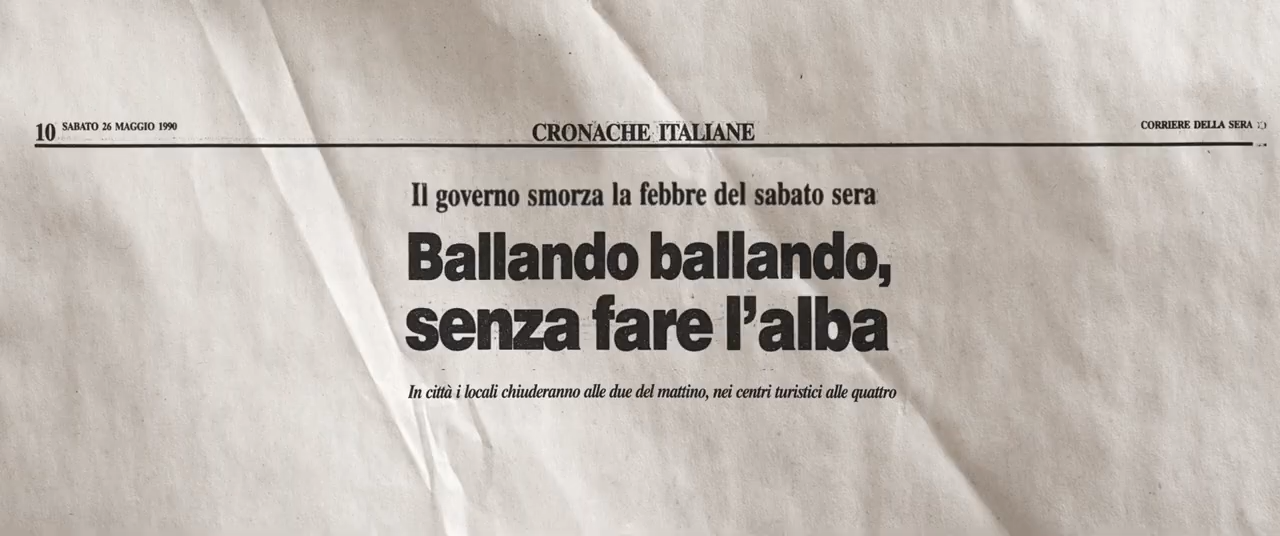 10 SABATO 26 MAGGIO 1990 CRONACHE ITALIANE CORRIERE DELLA SERA
Il governo smorza la febbre del sabato sera
Ballando ballando,
senza fare l'alba
In città i locali chiuderanno alle due del mattino, nei centri turistici alle quattro